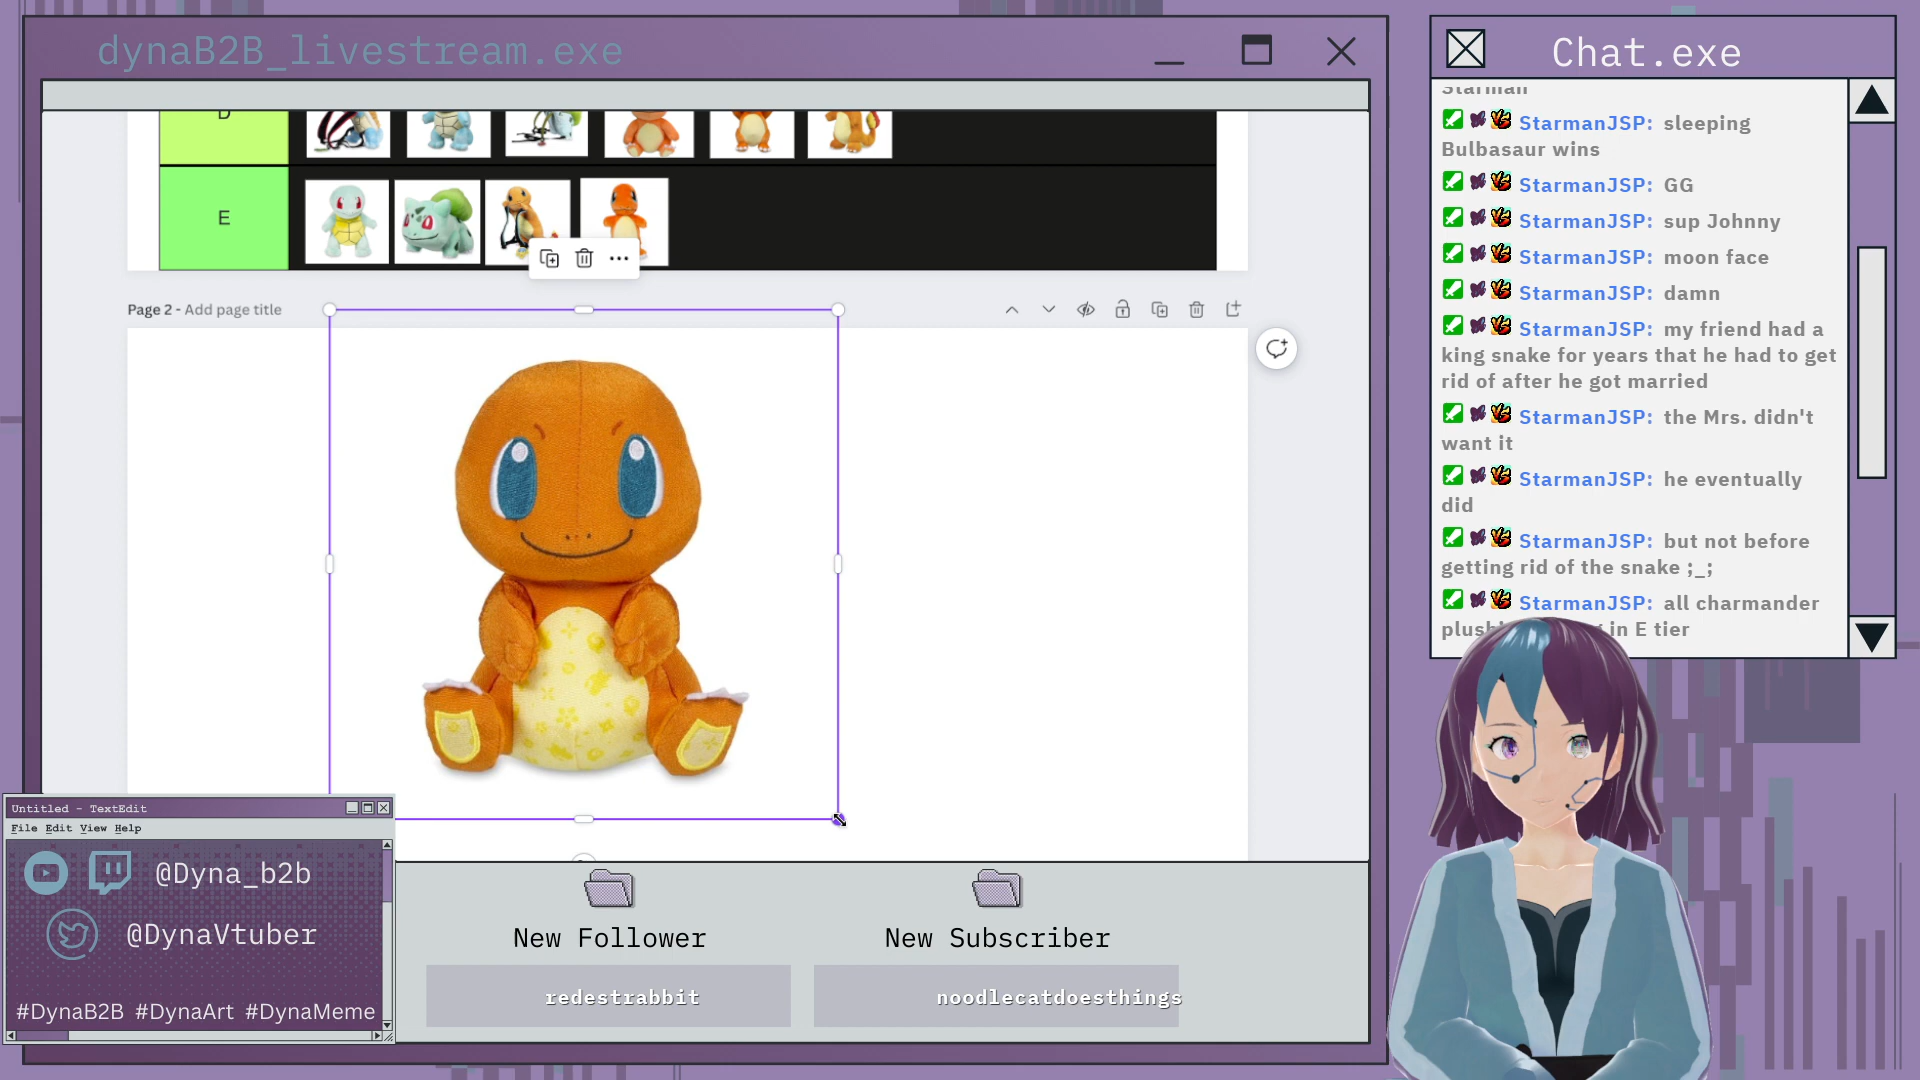 dynaB2B_livestream.exe
Chat.exe
Starman
StarmanJSP: sleeping
Bulbasaur wins
StarmanJSP: GG
StarmanJSP: sup Johnny
StarmanJSP: moon face
StarmanJSP: damn
StarmanJSP: my friend had a
king snake for years that he had to get
rid of after he got married
StarmanJSP: the Mrs. didn't
want it
StarmanJSP: he eventually
did
StarmanJSP: but not before
getting rid of the snake ;_;
StarmanJSP: all charmander
in E tier
D
E
Page 2 - Add page title
Untitled - TextEdit
File Edit View Help
@Dyna_b2b
@DynaVtuber
#DynaB2B #DynaArt #DynaMeme
New Follower
redestrabbit
New Subscriber
noodlecatdoesthings